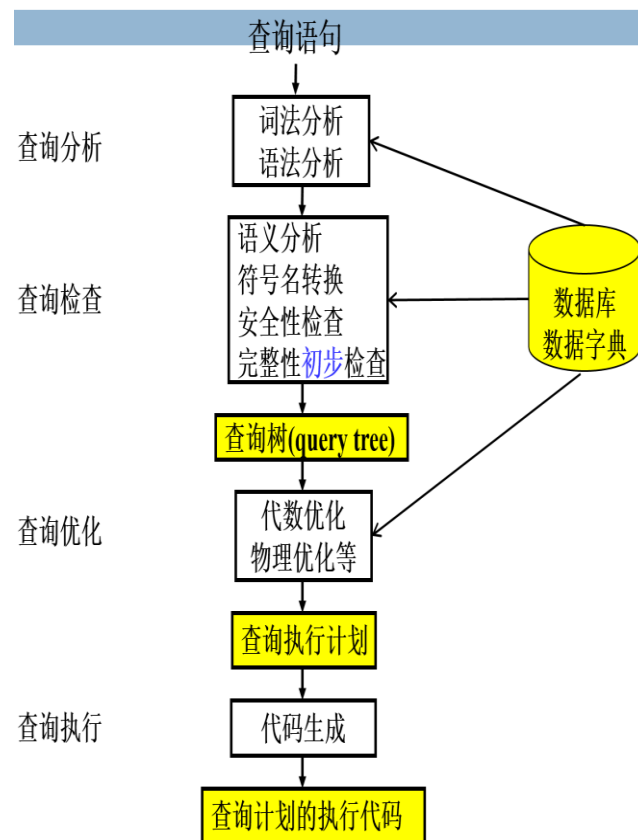 查询语句
查询分析
词法分析
语法分析
查询检查
语义分析
符号名转换
安全性检查
完整性初步检查
数据库
数据字典
查询树(query tree)
查询优化
代数优化
物理优化等
查询执行计划
查询执行
代码生成
查询计划的执行代码